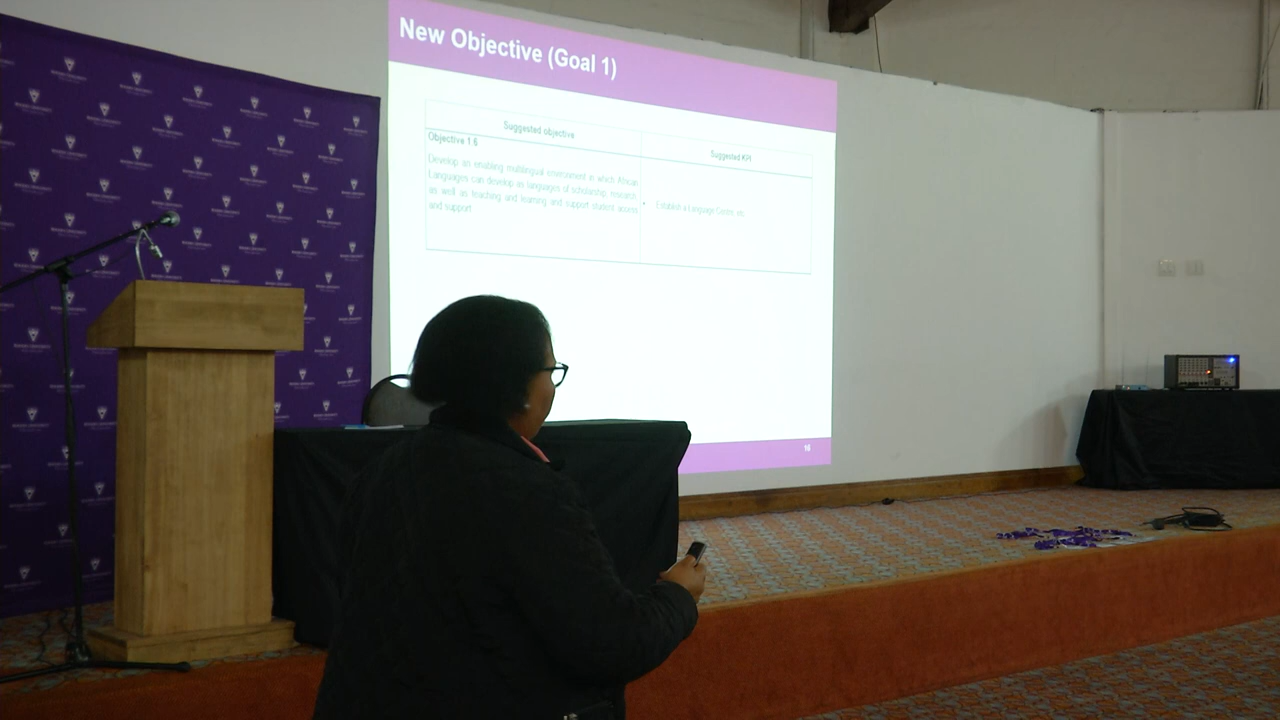 New Objective (Goal 1)
Suggested objective
Suggested KPI
Objective 1.6
Develop an enabling multilingual environment in which African
Languages can develop as languages of scholarship, research,
as well as teaching and learning and support student access
and support
• Establish a Language Centre, etc
16
RHODES UNIVERSITY